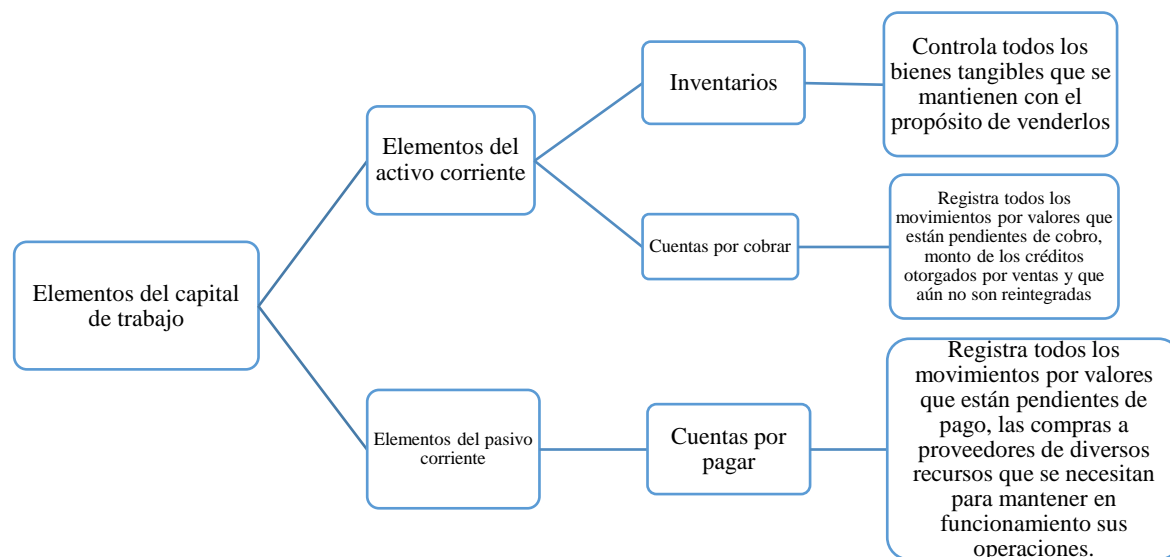 Elementos del capital
de trabajo
Elementos del
activo corriente
Inventarios
Controla todos los
bienes tangibles que se
mantienen con el
propósito de venderlos
Cuentas por cobrar
Registra todos los
movimientos por valores que
están pendientes de cobro,
monto de los créditos
otorgados por ventas y que
aún no son reintegradas
Elementos del pasivo
corriente
Cuentas por
pagar
Registra todos los
movimientos por valores
que están pendientes de
pago, las compras a
proveedores de diversos
recursos que se necesitan
para mantener en
funcionamiento sus
operaciones.